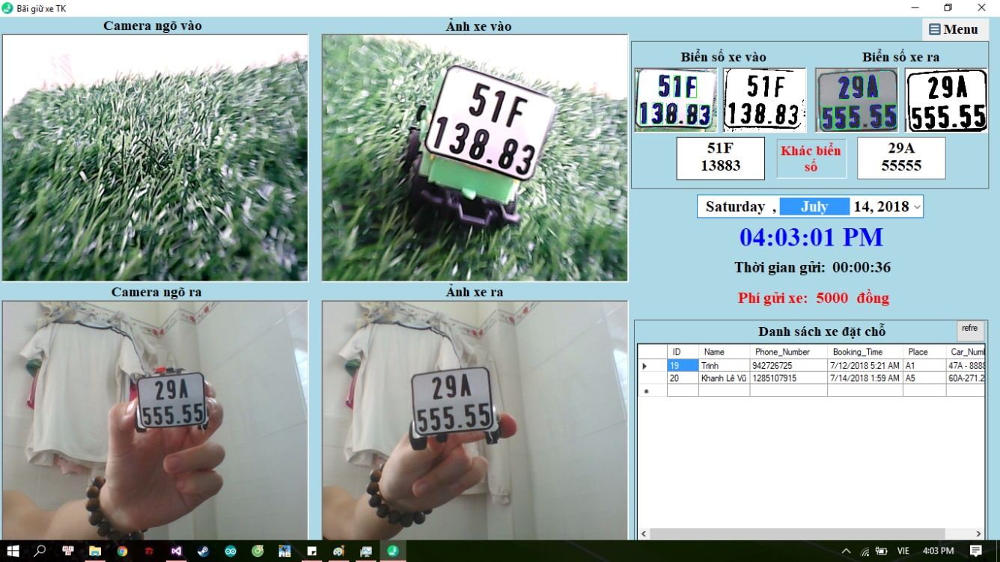 Bãi giữ xe TK
Camera ngõ vào
Ảnh xe vào
Menu
51F
138.83
Biển số xe vào
Biển số xe ra
51F
138.83
51F
138.83
29A
555.55
29A
555.55
51F
13883
Khác biển
số
29A
55555
Saturday , July 14, 2018
04:03:01 PM
Thời gian gửi: 00:00:36
Phí gửi xe: 5000 đồng
Camera ngõ ra
Ảnh xe ra
29A
555.55
29A
555.55
Danh sách xe đặt chỗ
refre
ID Name Phone_Number Booking_Time Place Car_Numl
19 Trinh 942726725 7/12/2018 5:21 AM A1 47A - 8888
20 Khanh Lê Vũ 1285107915 7/14/2018 1:59 AM A5 60A-271.2
VIE 4:03 PM